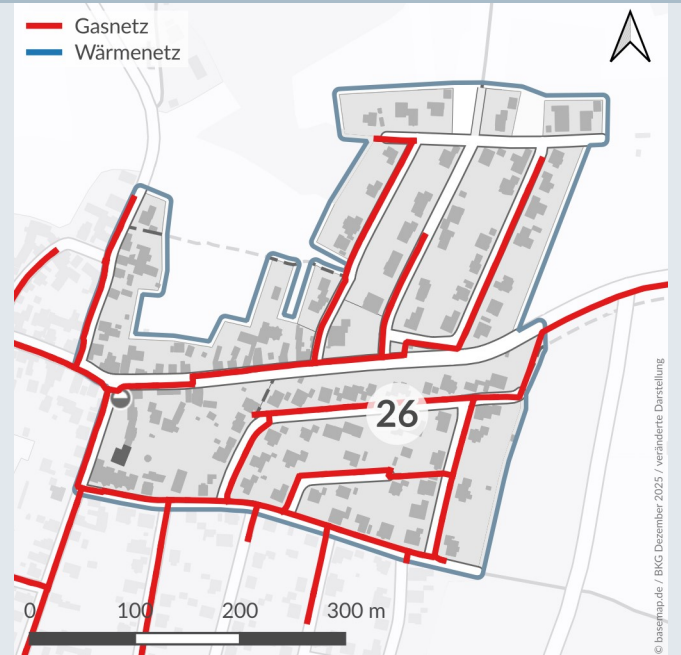 Gasnetz
Wärmenetz
26
0 100 200 300 m
© basemap.de / BKG Dezember 2025 / veränderte Darstellung